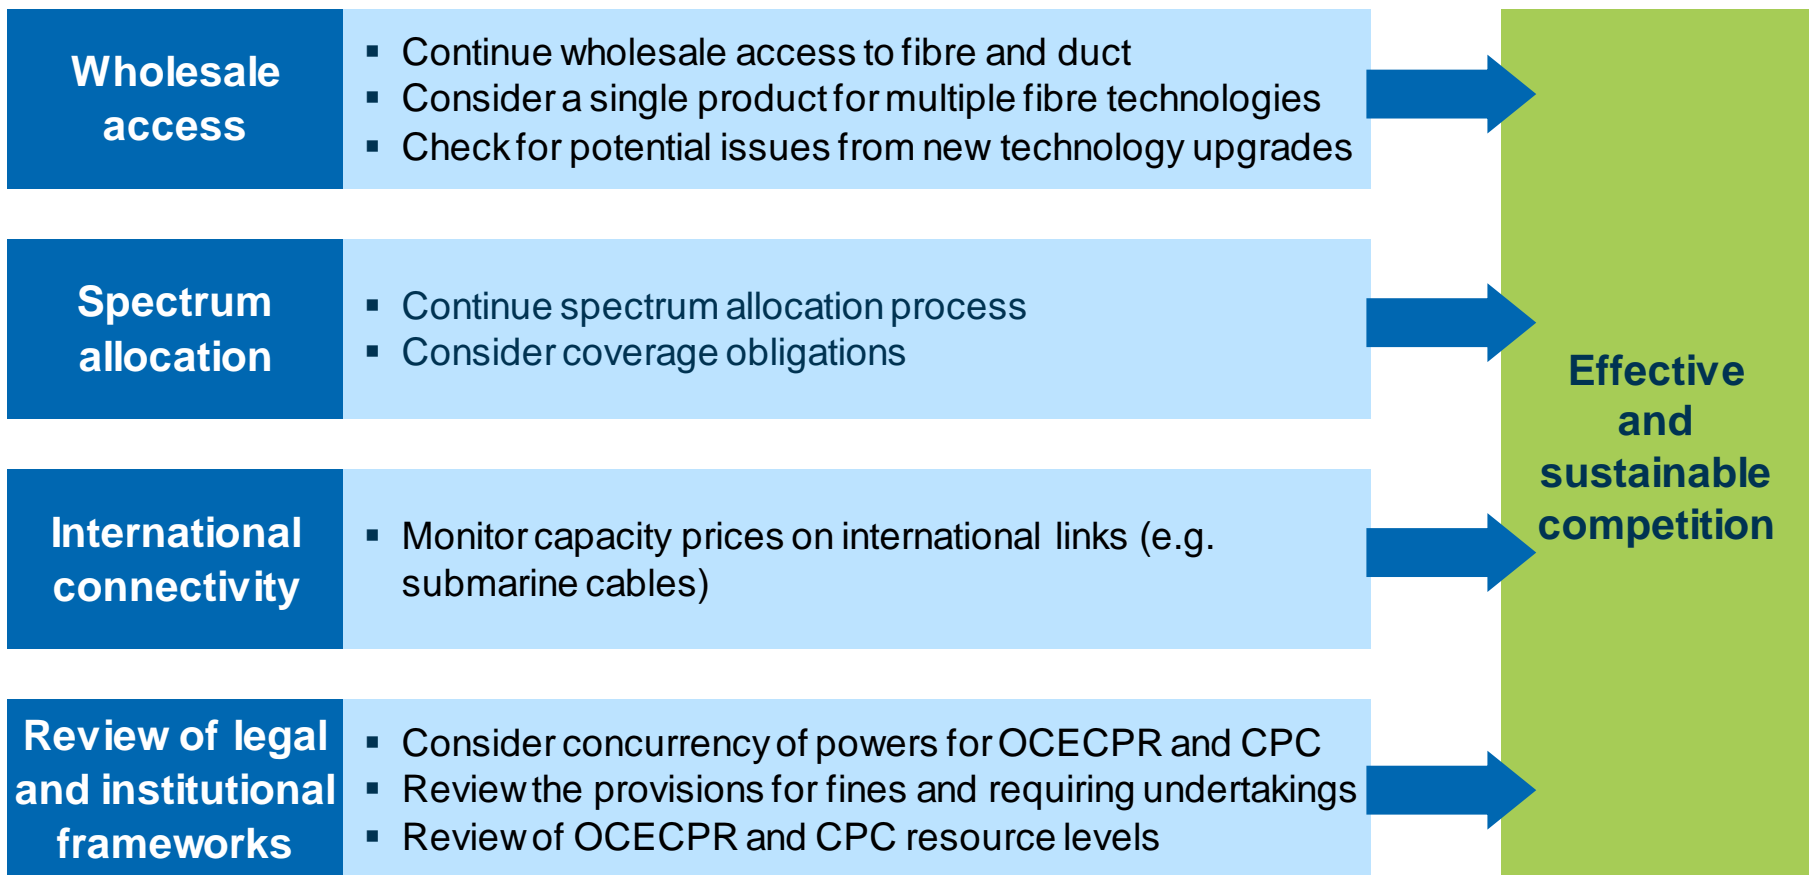 Wholesale
access
▪ Continue wholesale access to fibre and duct
▪ Consider a single product for multiple fibre technologies
▪ Check for potential issues from new technology upgrades
Spectrum
allocation
▪ Continue spectrum allocation process
▪ Consider coverage obligations
International
connectivity
▪ Monitor capacity prices on international links (e.g.
submarine cables)
Review of legal
and institutional
frameworks
▪ Consider concurrency of powers for OCECPR and CPC
▪ Review the provisions for fines and requiring undertakings
▪ Review of OCECPR and CPC resource levels
Effective
and
sustainable
competition